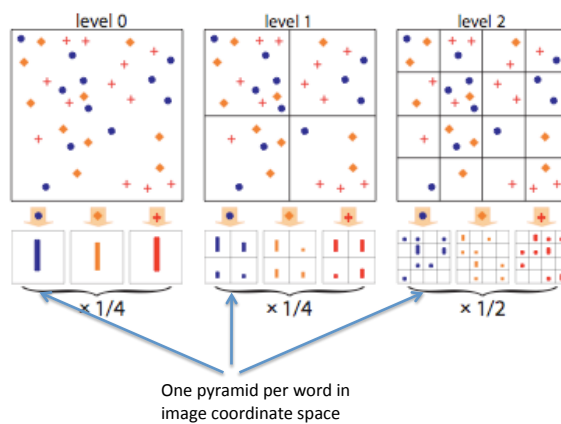 level 0
level 1
level 2
× 1/4
× 1/4
× 1/2
One pyramid per word in
image coordinate space